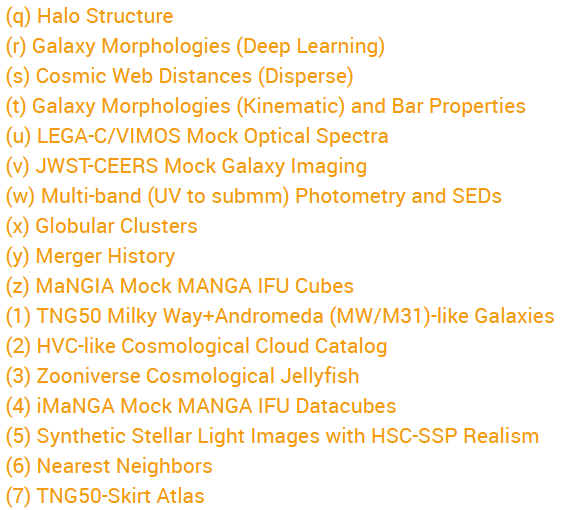 (q) Halo Structure
(r) Galaxy Morphologies (Deep Learning)
(s) Cosmic Web Distances (Disperse)
(t) Galaxy Morphologies (Kinematic) and Bar Properties
(u) LEGA-C/VIMOS Mock Optical Spectra
(v) JWST-CEERS Mock Galaxy Imaging
(w) Multi-band (UV to submm) Photometry and SEDs
(x) Globular Clusters
(y) Merger History
(z) MaNGIA Mock MANGA IFU Cubes
(1) TNG50 Milky Way+Andromeda (MW/M31)-like Galaxies
(2) HVC-like Cosmological Cloud Catalog
(3) Zooniverse Cosmological Jellyfish
(4) iMaNGA Mock MANGA IFU Datacubes
(5) Synthetic Stellar Light Images with HSC-SSP Realism
(6) Nearest Neighbors
(7) TNG50-Skirt Atlas